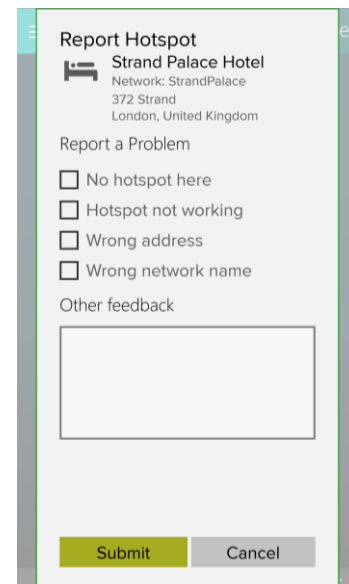 Report Hotspot
Strand Palace Hotel
Network: StrandPalace
372 Strand
London, United Kingdom
Report a Problem
No hotspot here
Hotspot not working
Wrong address
Wrong network name
Other feedback
Submit
Cancel